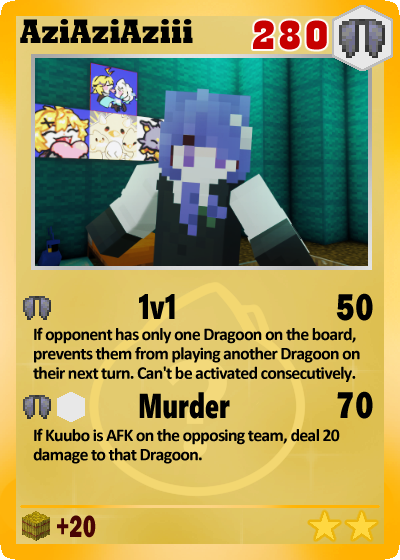 AziAziAziii 280
1v1 50
If opponent has only one Dragoon on the board,
prevents them from playing another Dragoon on
their next turn. Can't be activated consecutively.
Murder 70
If Kuubo is AFK on the opposing team, deal 20
damage to that Dragoon.
+20